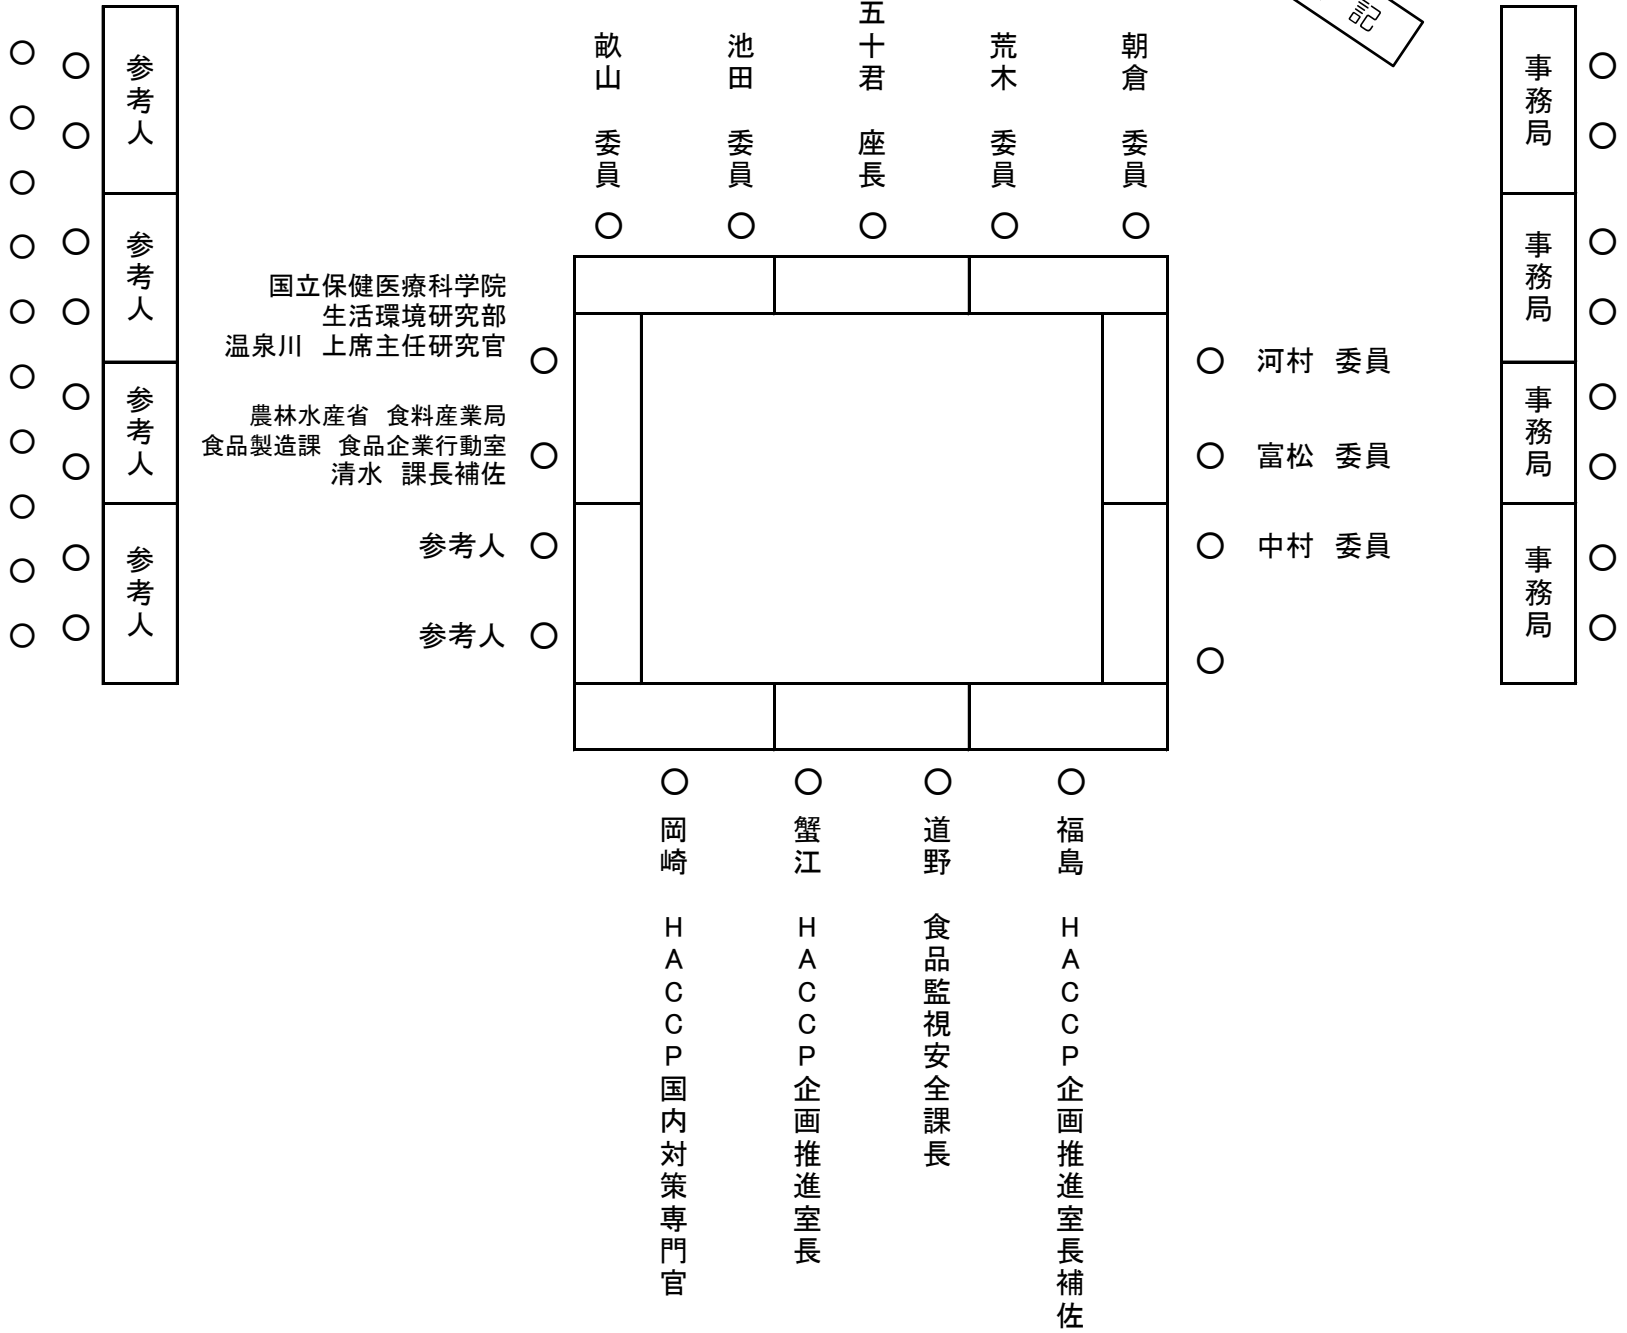 記
畝山　委員
池田　委員
五十君　座長
荒木　委員
朝倉　委員
参考人
参考人
参考人
参考人
国立保健医療科学院
生活環境研究部
温泉川　上席主任研究官
農林水産省　食料産業局
食品製造課　食品企業行動室
清水　課長補佐
参考人
参考人
河村　委員
富松　委員
中村　委員
事務局
事務局
事務局
事務局
岡崎　ＨＡＣＣＰ国内対策専門官
蟹江　ＨＡＣＣＰ企画推進室長
道野　食品監視安全課長
福島　ＨＡＣＣＰ企画推進室長補佐